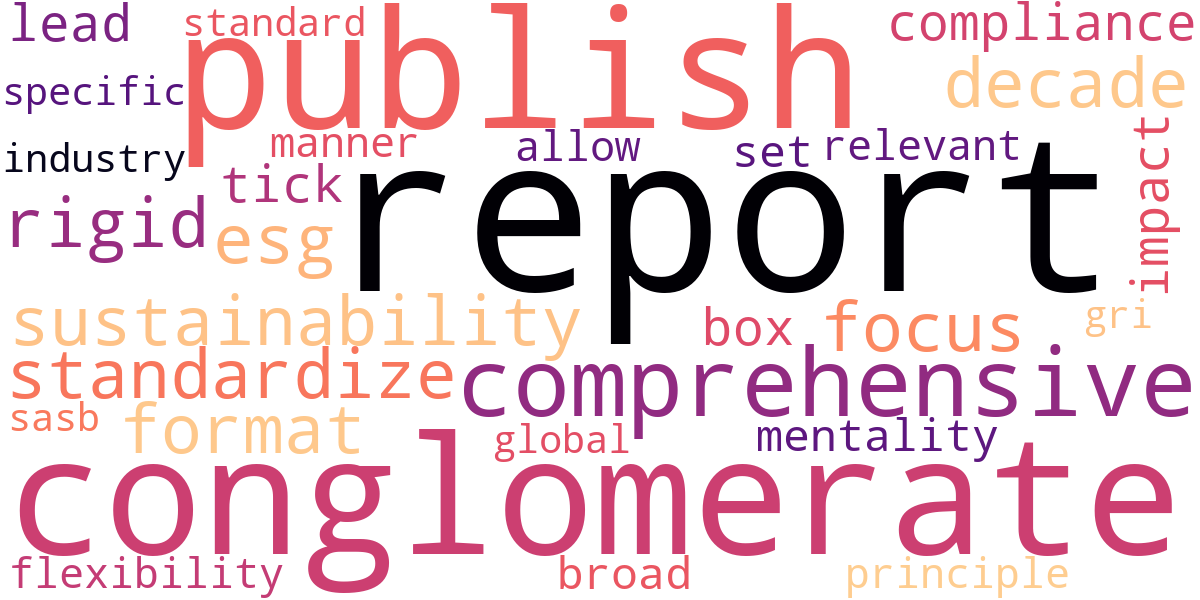 lead
standard
publish
compliance
specific
decade
industry
manner
allow
set
relevant
tick
report
impact
rigid
esg
sustainability
box
focus
gri
standardize
comprehensive
sasb
format
global
mentality
conglomerate
flexibility
broad
principle